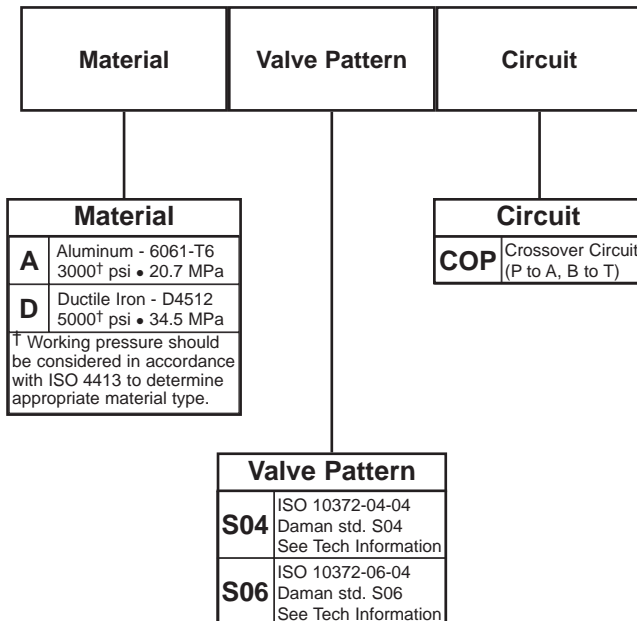 Material Valve Pattern Circuit
Material
A Aluminum - 6061-T6
3000† psi • 20.7 MPa
D Ductile Iron - D4512
5000† psi • 34.5 MPa
† Working pressure should
be considered in accordance
with ISO 4413 to determine
appropriate material type.
Circuit
COP Crossover Circuit
(P to A, B to T)
Valve Pattern
S04 ISO 10372-04-04
Daman std. S04
See Tech Information
S06 ISO 10372-06-04
Daman std. S06
See Tech Information